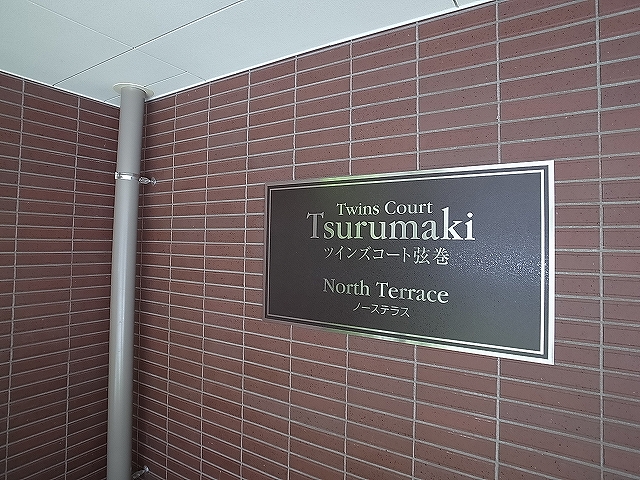 Twins Court
Tsurumaki
ツインズコート弦巻
North Terrace
ノーステラス